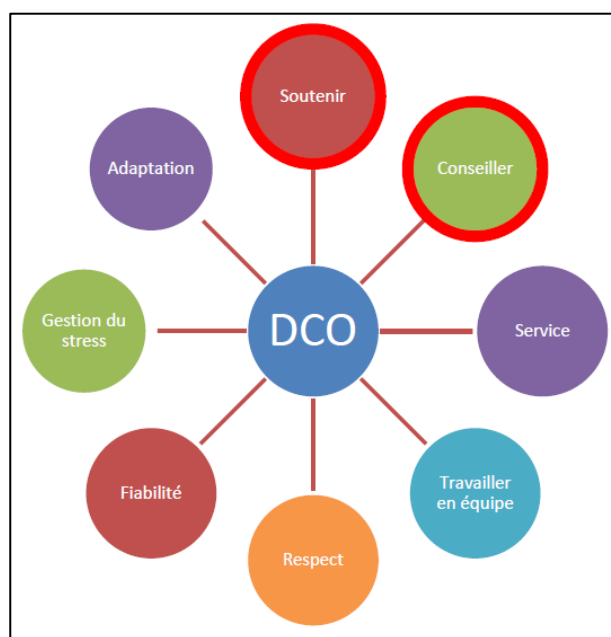 Soutenir
Adaptation
Conseiller
Gestion du
stress
DCO
Service
Fiabilité
Travailler
en équipe
Respect